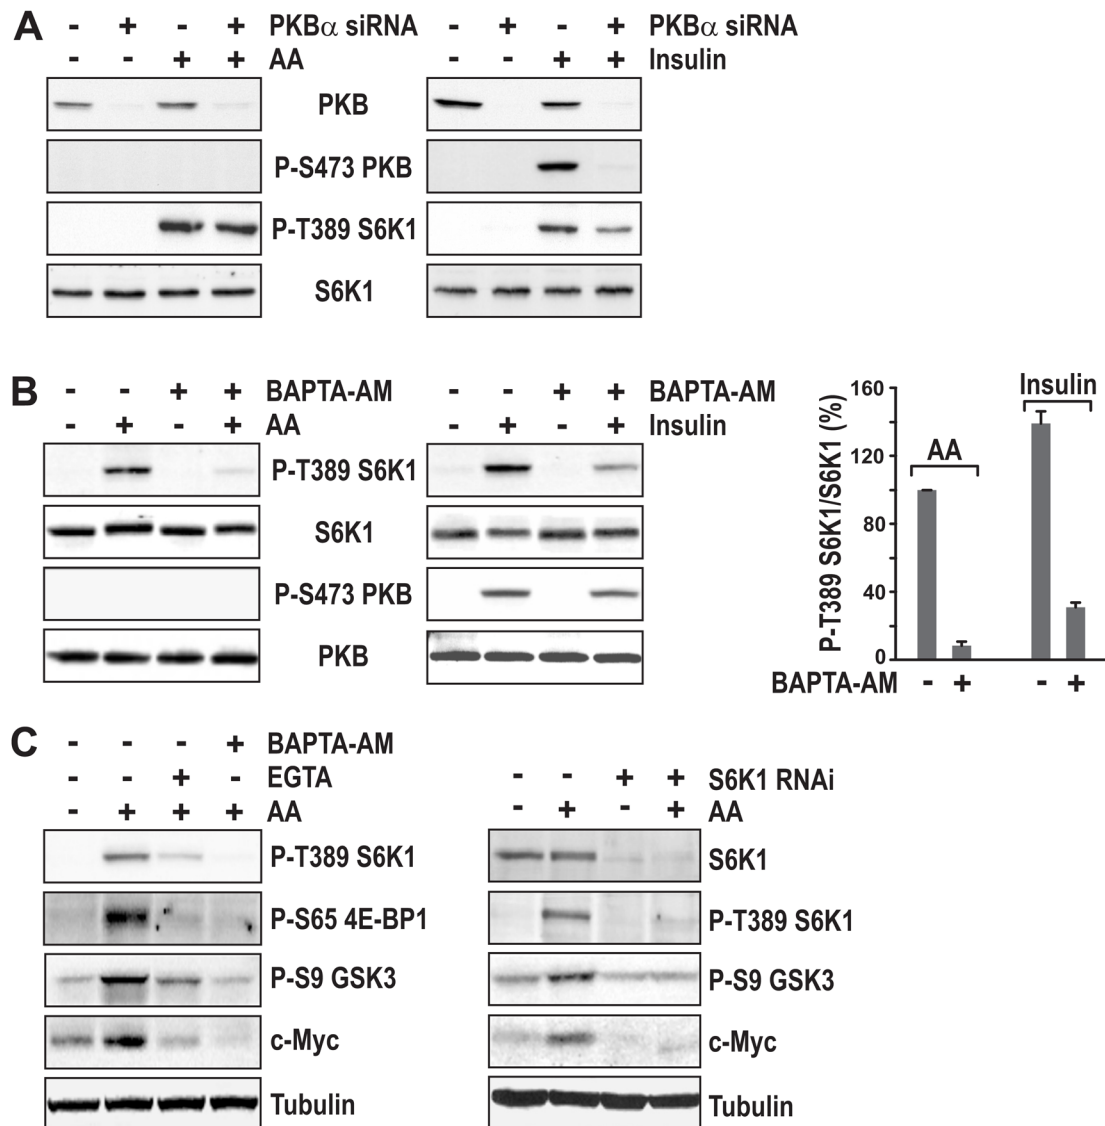 A
- + - + PKBα siRNA - + - + PKBα siRNA
- - + + AA - - + + Insulin
PKB
P-S473 PKB
P-T389 S6K1
S6K1
B
- - + + BAPTA-AM - - + + BAPTA-AM
- + - + AA - + - + Insulin
P-T389 S6K1
S6K1
P-S473 PKB
PKB
P-T389 S6K1/S6K1 (%)
160
120
80
40
0
AA
Insulin
BAPTA-AM - + - +
C
- - - + BAPTA-AM
- - + - EGTA
- + + + AA
P-T389 S6K1
P-S65 4E-BP1
P-S9 GSK3
c-Myc
Tubulin
- - + + S6K1 RNAi
- + - + AA
S6K1
P-T389 S6K1
P-S9 GSK3
c-Myc
Tubulin